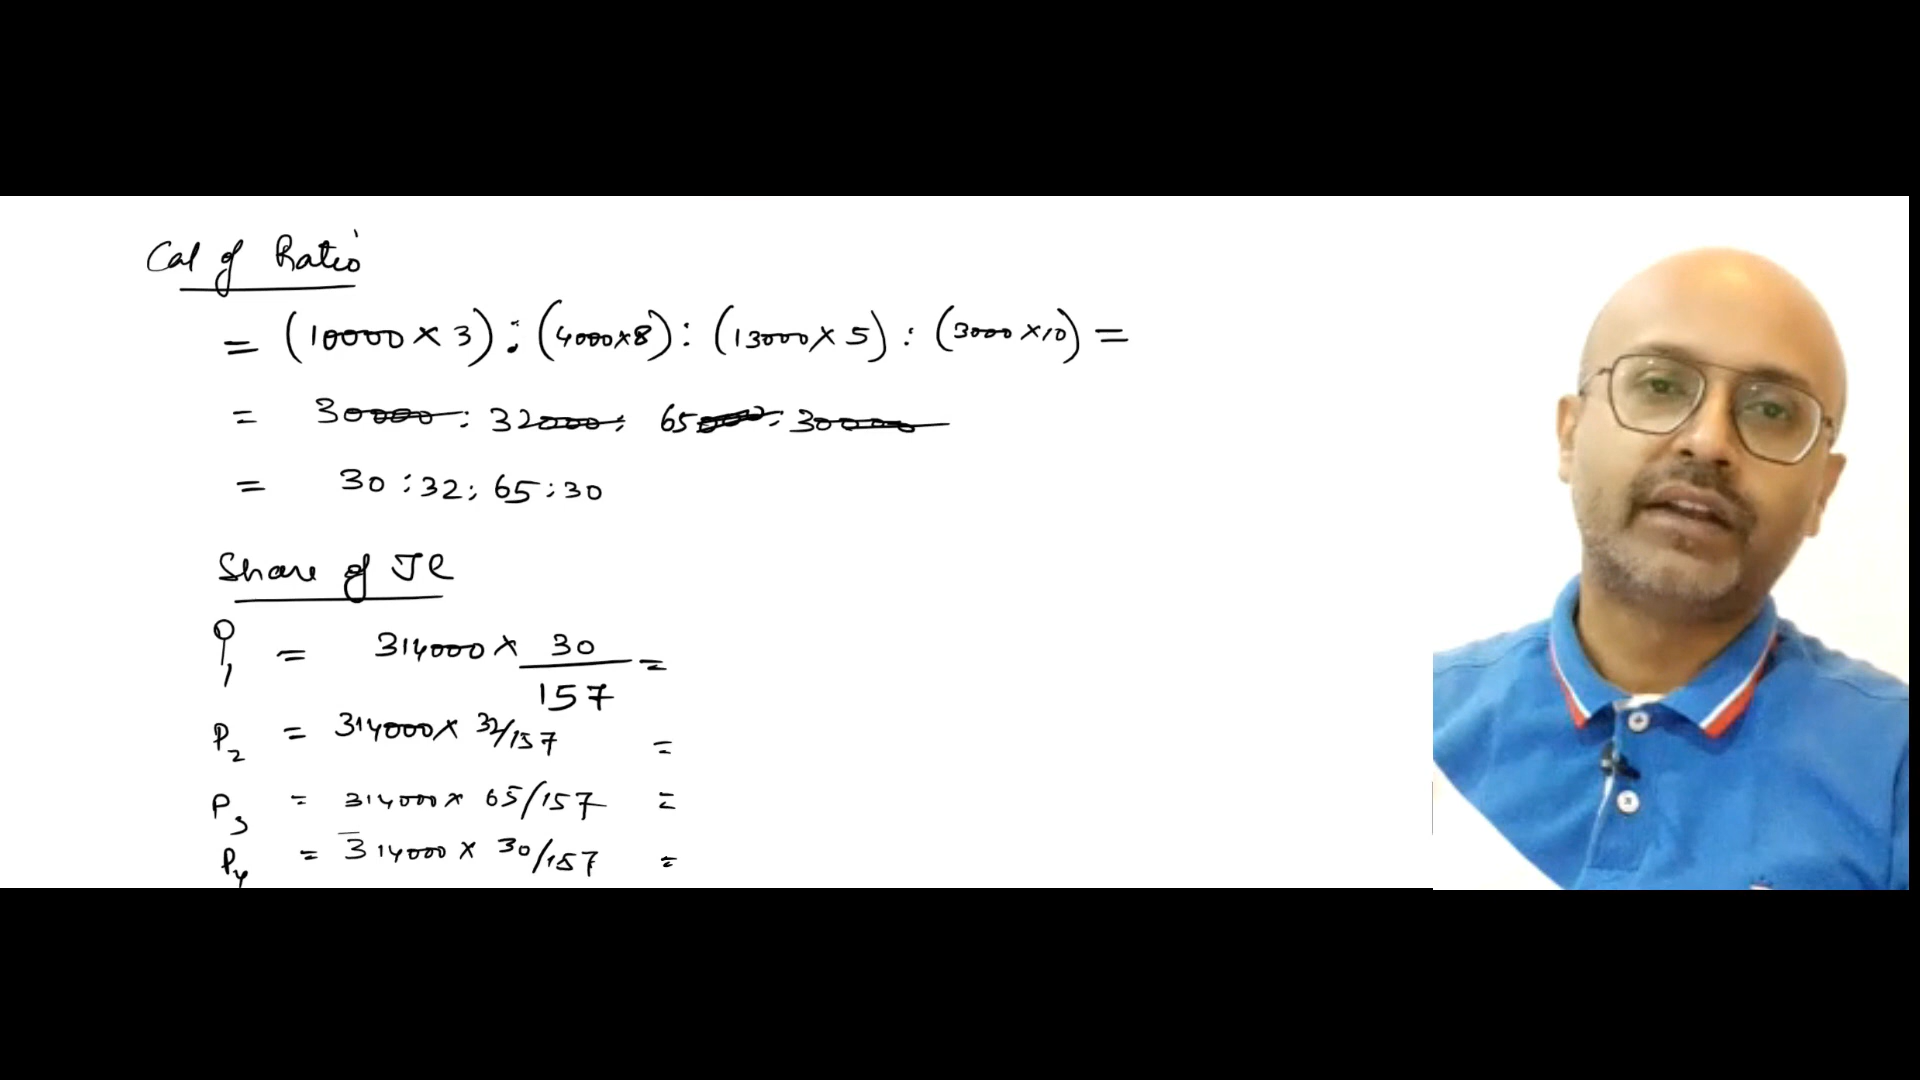 Cal of Ratio
= (10000 × 3) : (4000×8) : (13000 × 5) : (3000 ×10) =
= 30000 : 32000 : 65000 : 30000
= 30 : 32 : 65 : 30
Share of JC
P1 = 314000 × 30/157 =
P2 = 314000 × 32/157 =
P3 = 314000 × 65/157 =
P4 = 314000 × 30/157 =